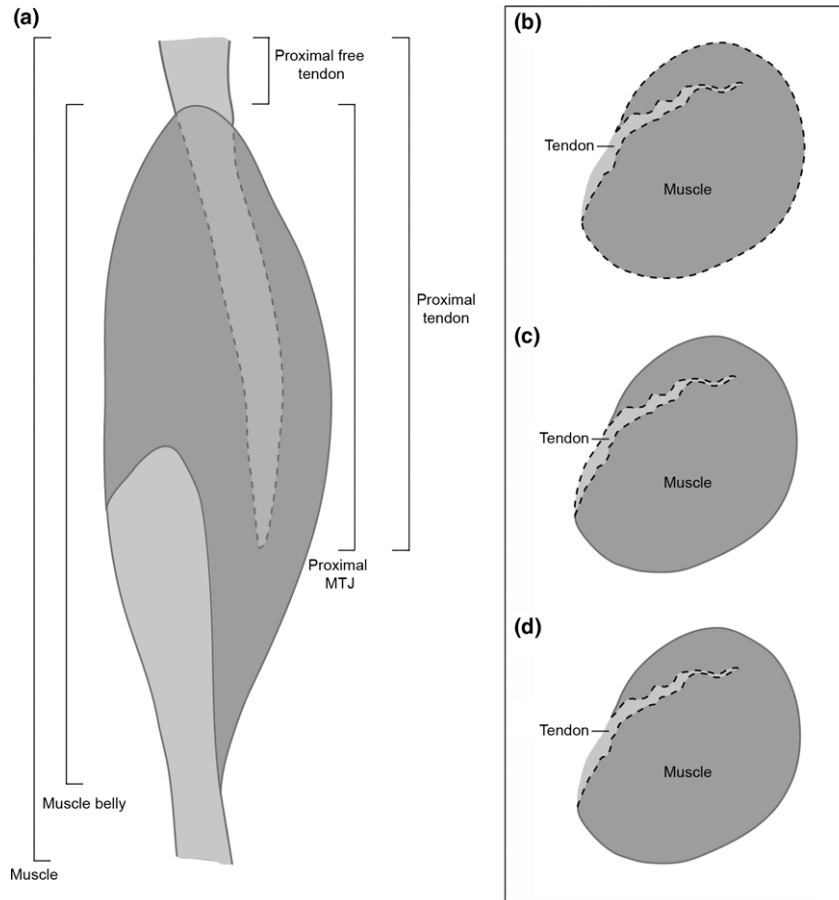 (a)
Proximal free
tendon
Proximal
tendon
Proximal
MTJ
Muscle belly
Muscle
(b)
Tendon
Muscle
(c)
Tendon
Muscle
(d)
Tendon
Muscle